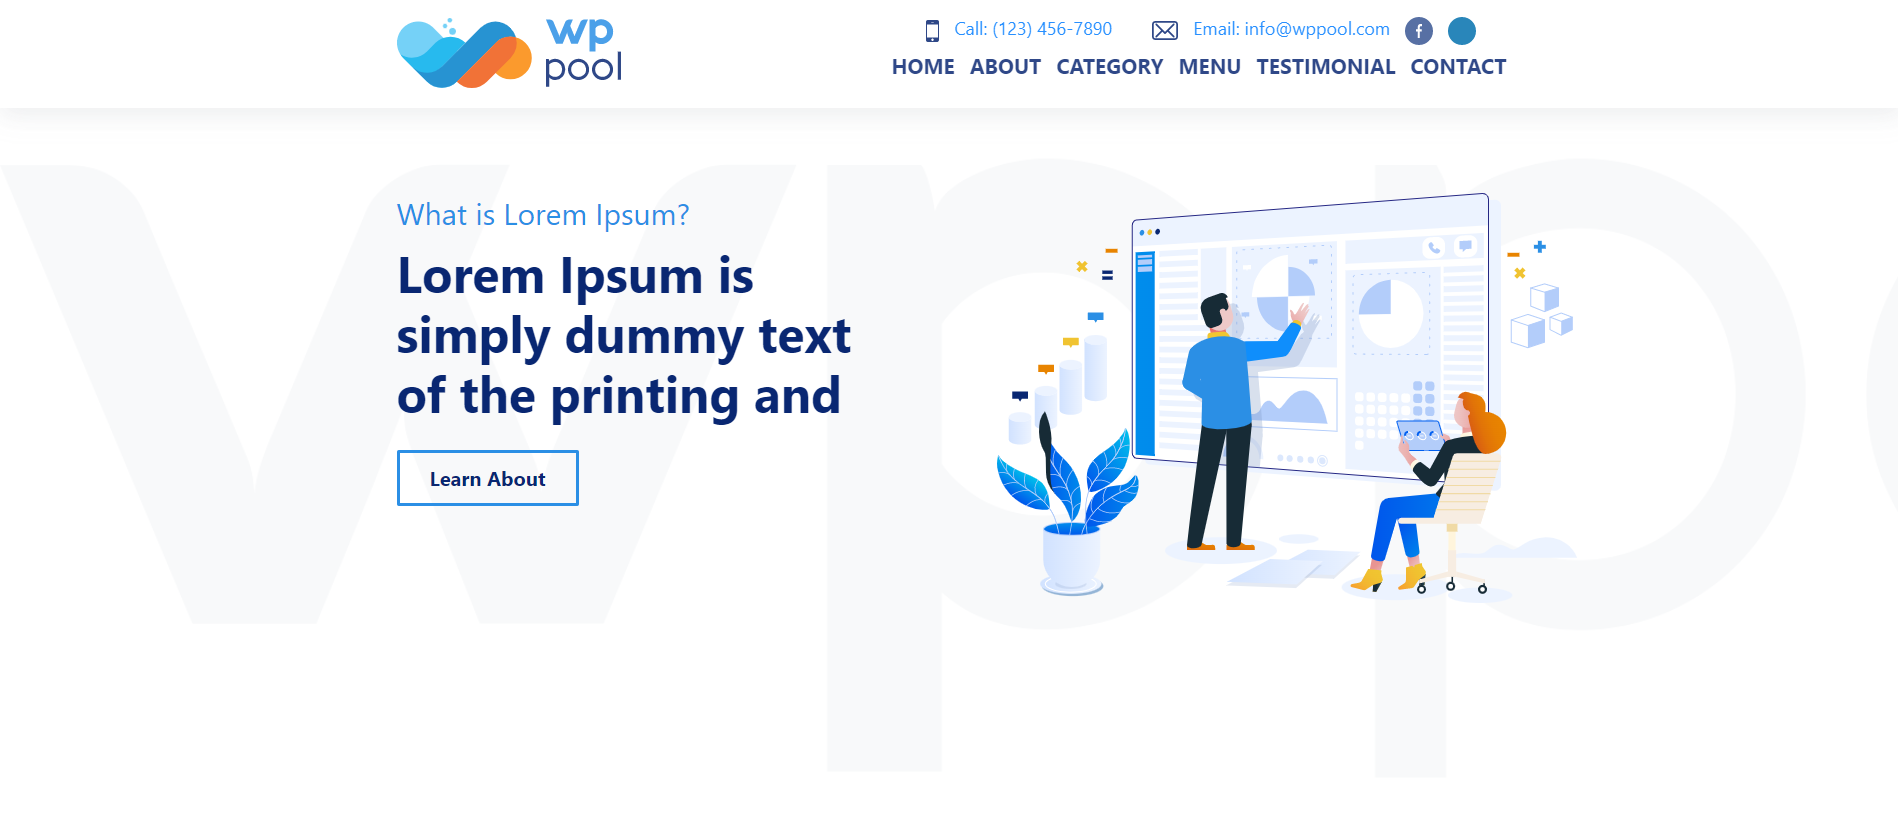 wp
pool
Call: (123) 456-7890
Email: info@wppool.com
f
HOME ABOUT CATEGORY MENU TESTIMONIAL CONTACT
wpp
What is Lorem Ipsum?
Lorem Ipsum is
simply dummy text
of the printing and
Learn About